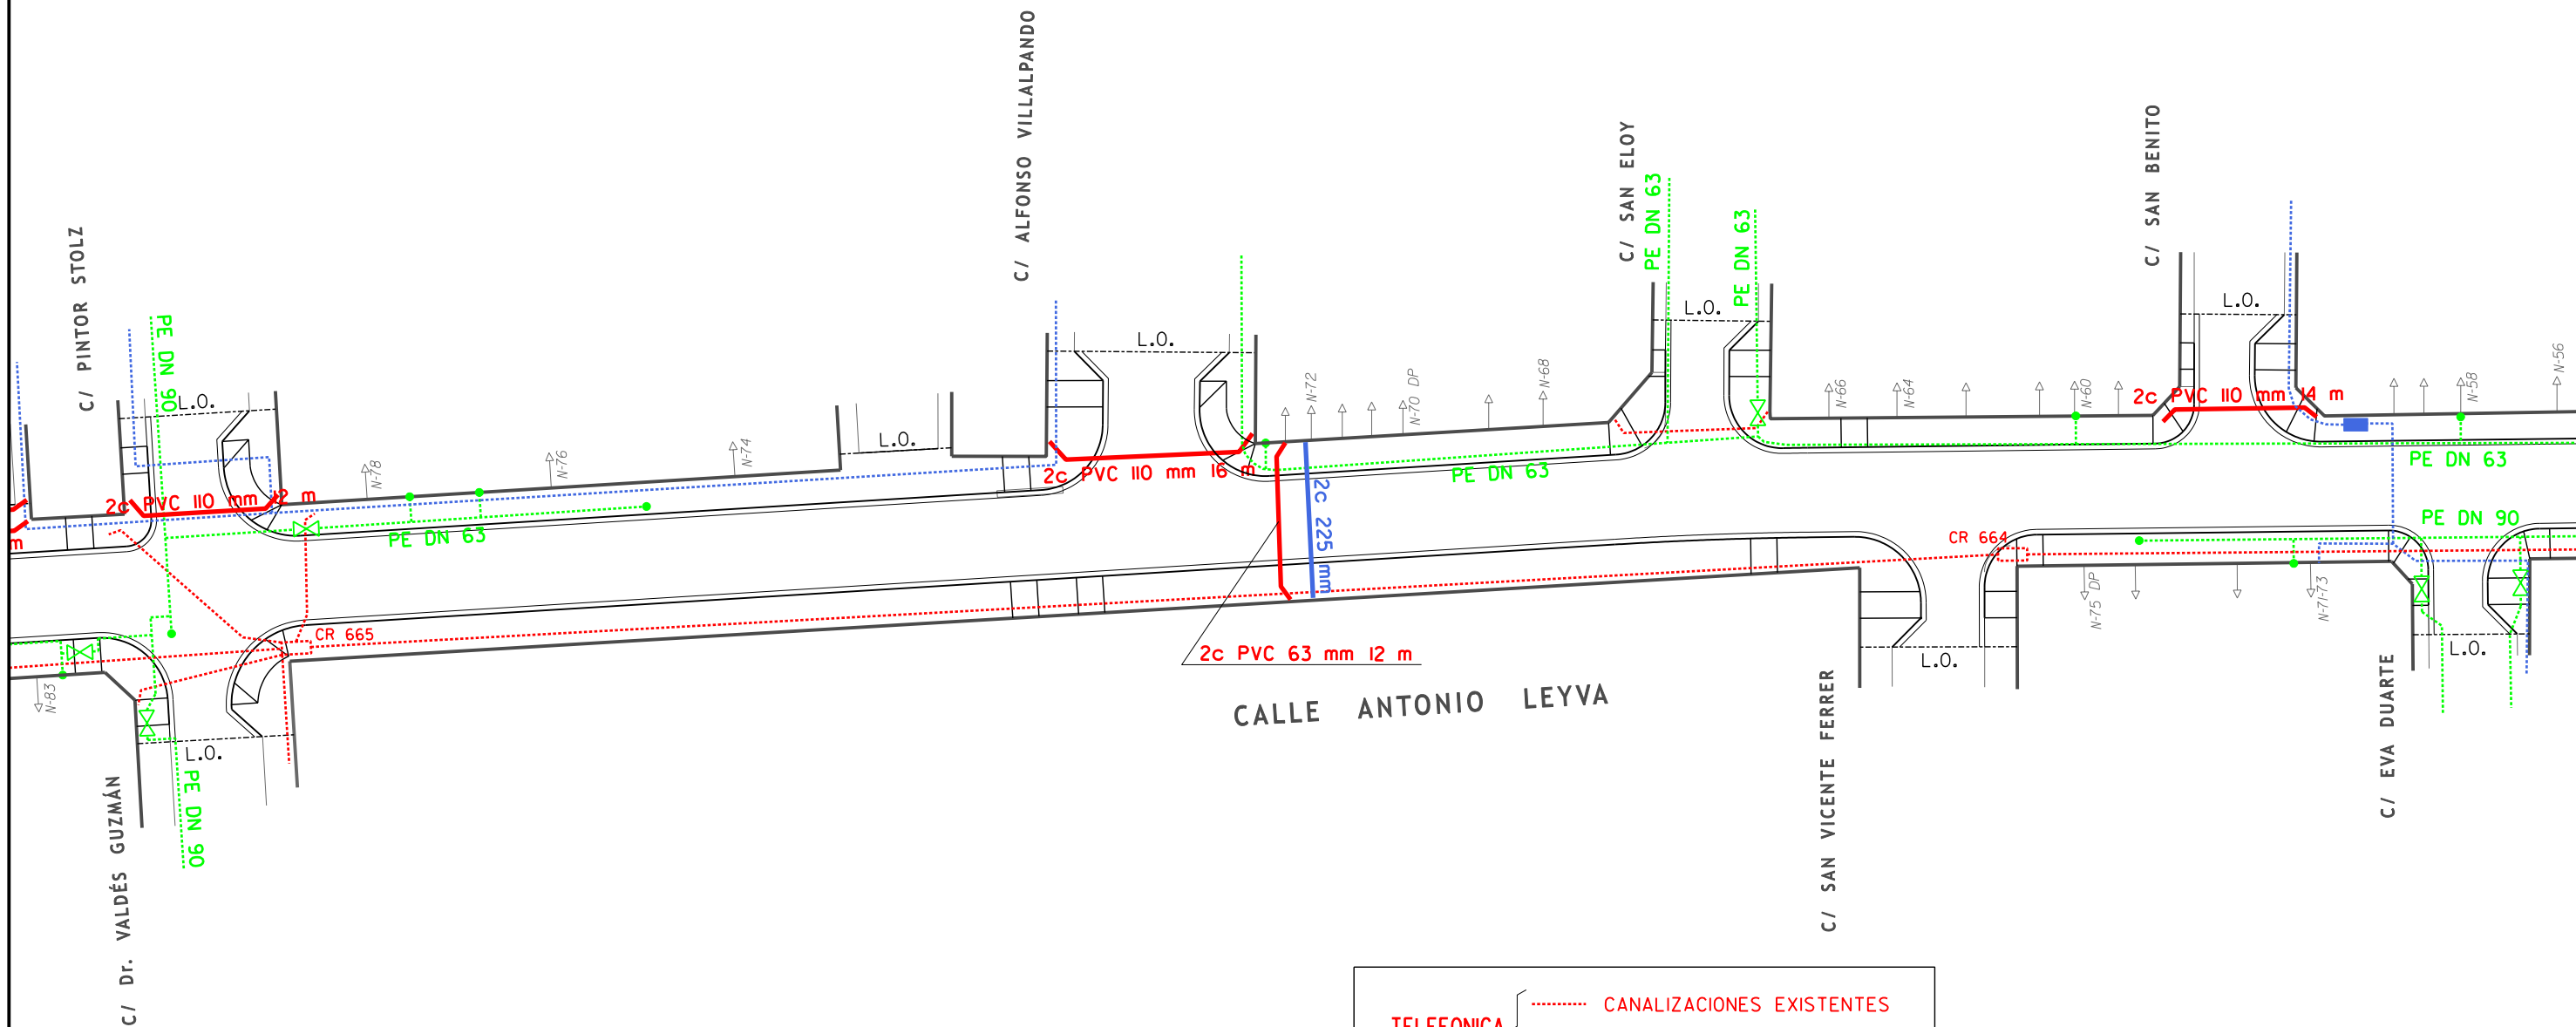 C/ PINTOR STOLZ
PE DN 90
L.O.
2c PVC 110 mm 12 m
m
N-78
N-76
N-74
PE DN 63
L.O.
C/ ALFONSO VILLALPANDO
L.O.
2c PVC 110 mm 16 m
N-72
N-70 DP
N-68
PE DN 63
2c 225 mm
2c PVC 63 mm 12 m
C/ SAN ELOY
PE DN 63
L.O.
PE DN 63
N-66
N-64
N-60
C/ SAN BENITO
L.O.
2c PVC 110 mm 14 m
N-58
N-56
PE DN 63
PE DN 90
CR 664
CR 665
N-83
L.O.
PE DN 90
C/ Dr. VALDÉS GUZMÁN
CALLE ANTONIO LEYVA
C/ SAN VICENTE FERRER
L.O.
N-75 DP
N-71-73
C/ EVA DUARTE
L.O.
CANALIZACIONES EXISTENTES
TELEFONICA